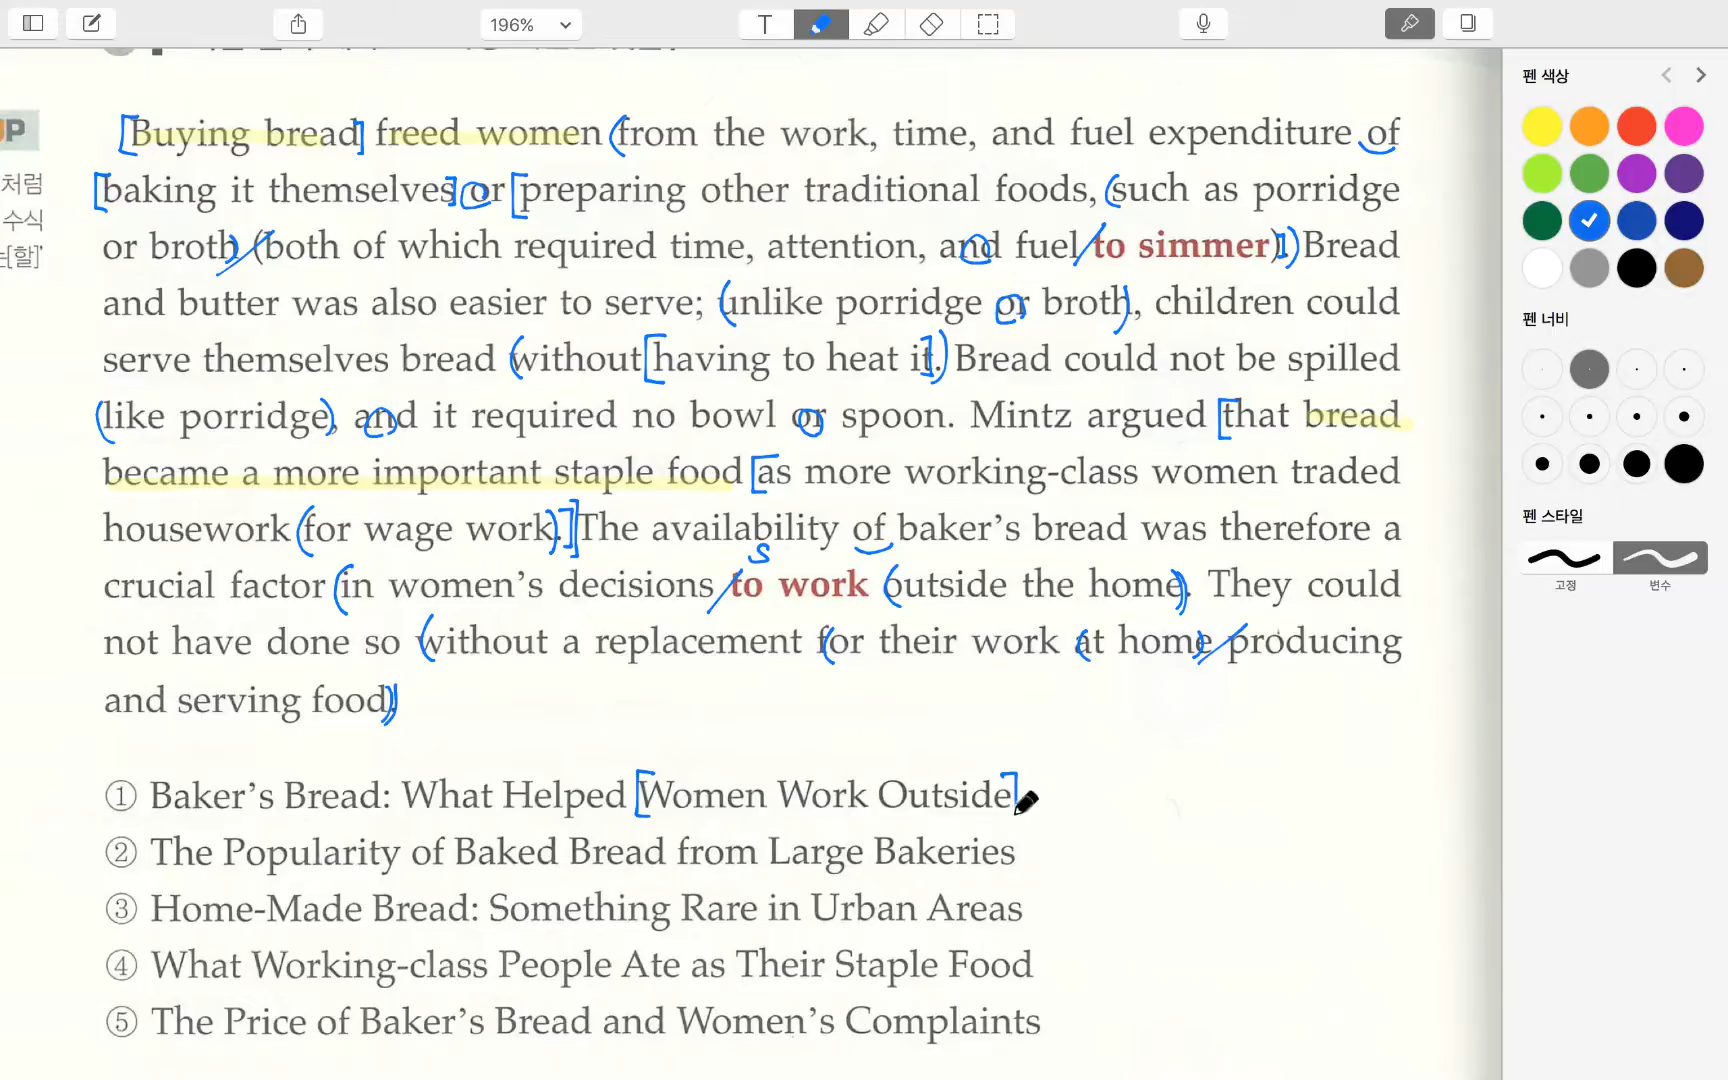 196%
T
펜 색상
UP
처럼
수식
는[할]'
Buying bread freed women from the work, time, and fuel expenditure of
baking it themselves or preparing other traditional foods, such as porridge
or broth (both of which required time, attention, and fuel to simmer). Bread
and butter was also easier to serve; unlike porridge or broth, children could
serve themselves bread without having to heat it. Bread could not be spilled
like porridge, and it required no bowl or spoon. Mintz argued that bread
became a more important staple food as more working-class women traded
housework for wage work. The availability of baker's bread was therefore a
s
crucial factor in women's decisions to work outside the home. They could
not have done so without a replacement for their work at home producing
and serving food.
① Baker's Bread: What Helped Women Work Outside
② The Popularity of Baked Bread from Large Bakeries
③ Home-Made Bread: Something Rare in Urban Areas
④ What Working-class People Ate as Their Staple Food
⑤ The Price of Baker's Bread and Women's Complaints
펜 너비
펜 스타일
고정
변수